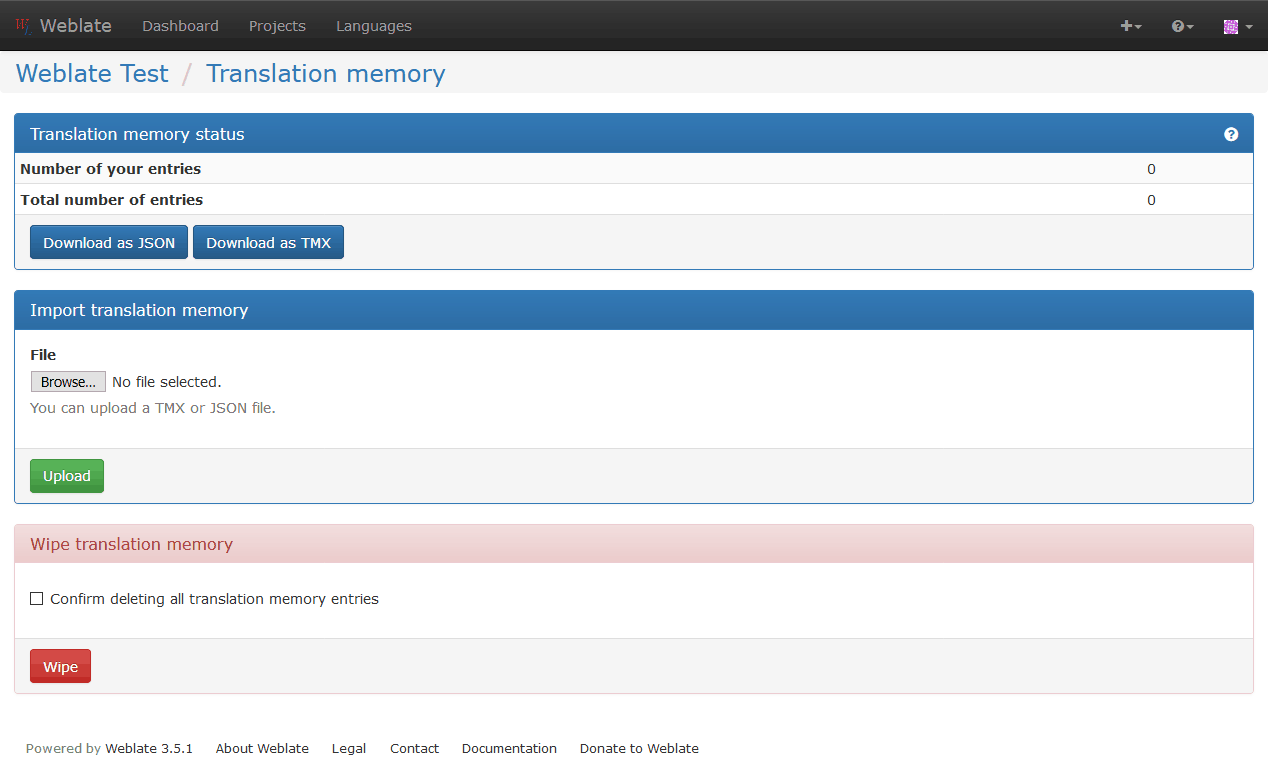 Weblate Dashboard Projects Languages
Weblate Test / Translation memory
Translation memory status
Number of your entries 0
Total number of entries 0
Download as JSON Download as TMX
Import translation memory
File
Browse... No file selected.
You can upload a TMX or JSON file.
Upload
Wipe translation memory
Confirm deleting all translation memory entries
Wipe
Powered by Weblate 3.5.1 About Weblate Legal Contact Documentation Donate to Weblate